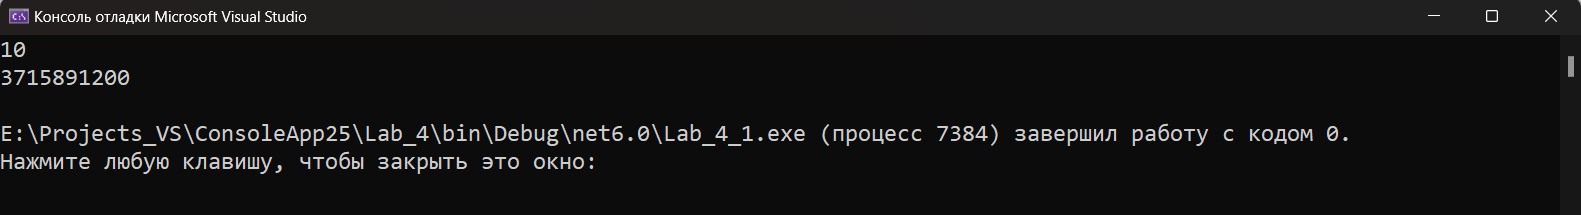 Консоль отладки Microsoft Visual Studio
10
3715891200
E:\Projects_VS\ConsoleApp25\Lab_4\bin\Debug\net6.0\Lab_4_1.exe (процесс 7384) завершил работу с кодом 0.
Нажмите любую клавишу, чтобы закрыть это окно: